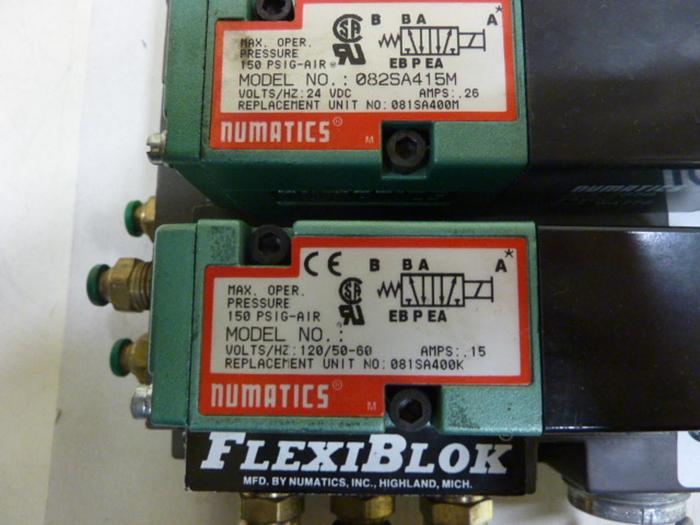 MAX. OPER.
PRESSURE
150 PSIG-AIR
B B A A*
EB P EA
MODEL NO.: 082SA415M
VOLTS/HZ: 24 VDC AMPS: .26
REPLACEMENT UNIT NO: 081SA400M
NUMATICS®
M
NUMATICS
CE
MAX. OPER.
PRESSURE
150 PSIG-AIR
B B A A*
EB P EA
MODEL NO.:
VOLTS/HZ: 120/50-60 AMPS: .15
REPLACEMENT UNIT NO: 081SA400K
NUMATICS®
M
FLEXIBLOK
MFD. BY NUMATICS, INC., HIGHLAND, MICH.